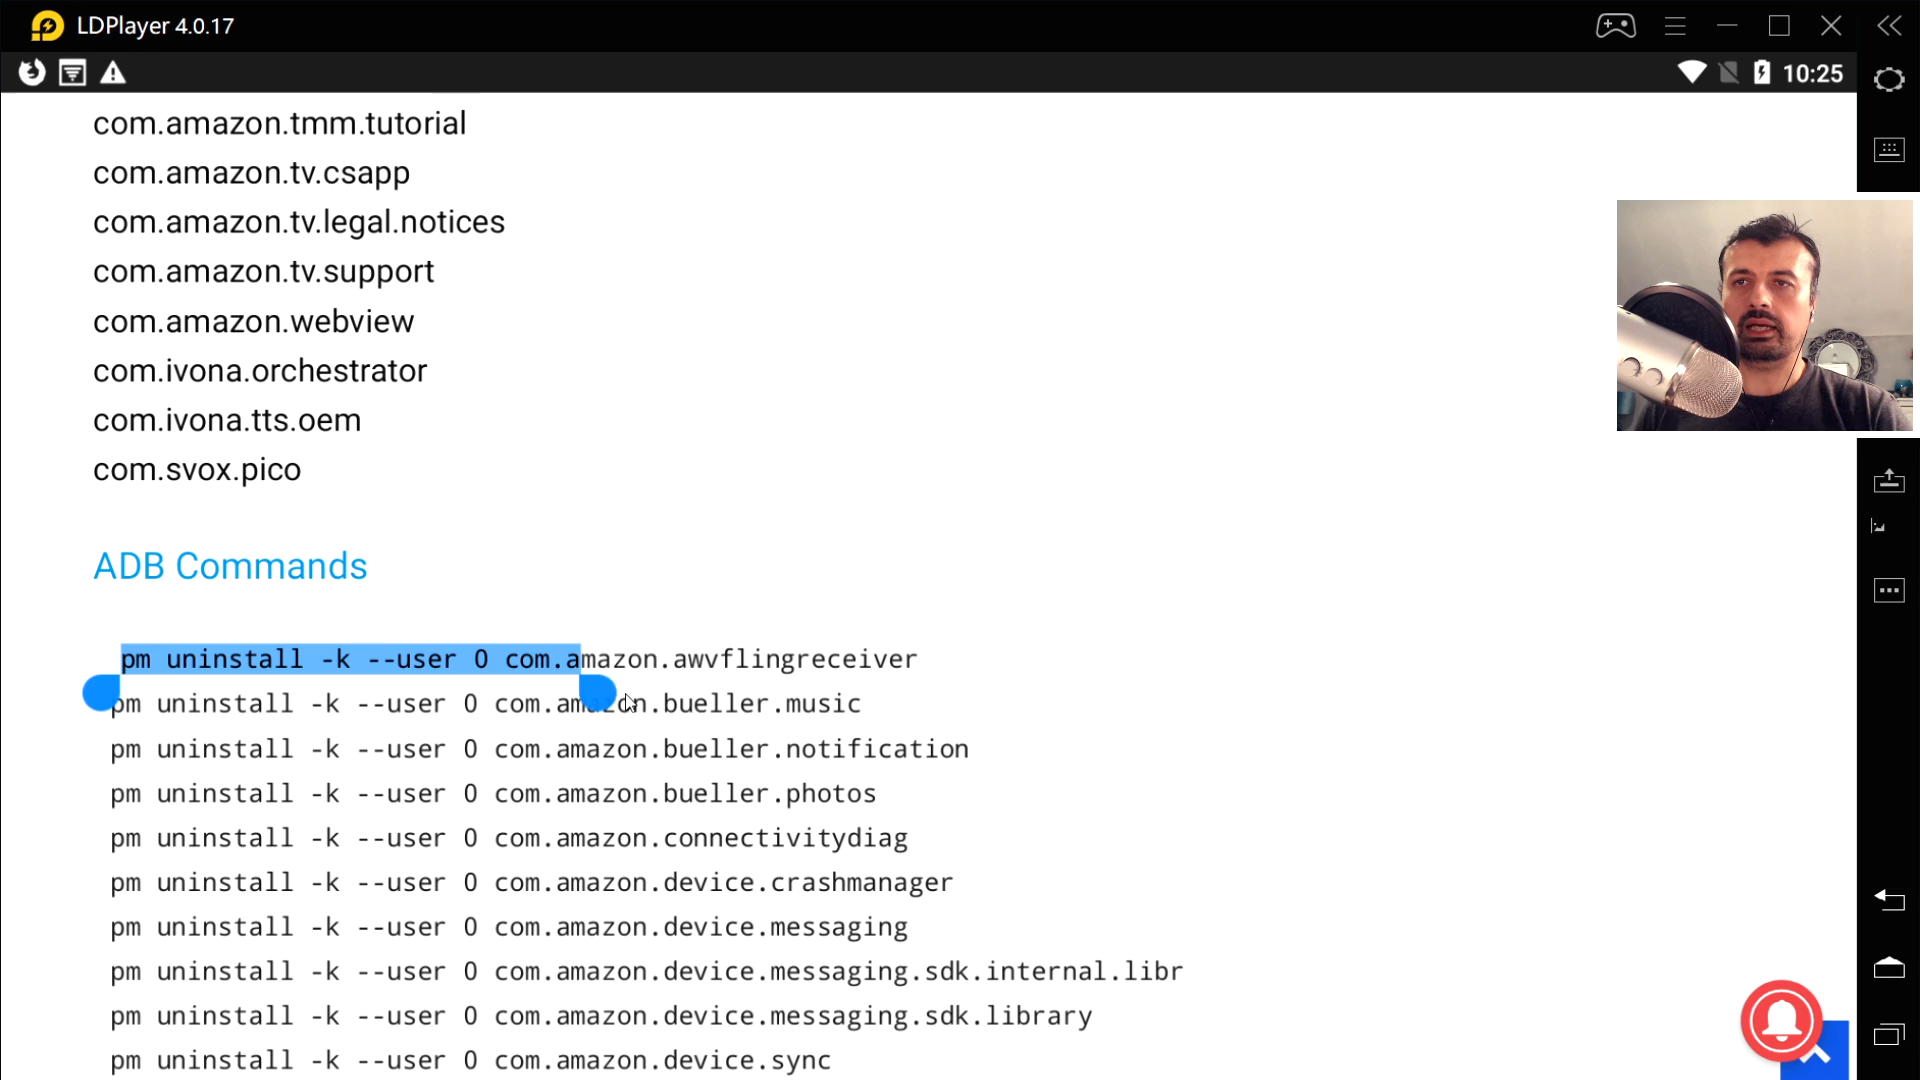 LDPlayer 4.0.17
10:25
com.amazon.tmm.tutorial
com.amazon.tv.csapp
com.amazon.tv.legal.notices
com.amazon.tv.support
com.amazon.webview
com.ivona.orchestrator
com.ivona.tts.oem
com.svox.pico
ADB Commands
pm uninstall -k --user 0 com.amazon.awvflingreceiver
pm uninstall -k --user 0 com.amazon.bueller.music
pm uninstall -k --user 0 com.amazon.bueller.notification
pm uninstall -k --user 0 com.amazon.bueller.photos
pm uninstall -k --user 0 com.amazon.connectivitydiag
pm uninstall -k --user 0 com.amazon.device.crashmanager
pm uninstall -k --user 0 com.amazon.device.messaging
pm uninstall -k --user 0 com.amazon.device.messaging.sdk.internal.libr
pm uninstall -k --user 0 com.amazon.device.messaging.sdk.library
pm uninstall -k --user 0 com.amazon.device.sync